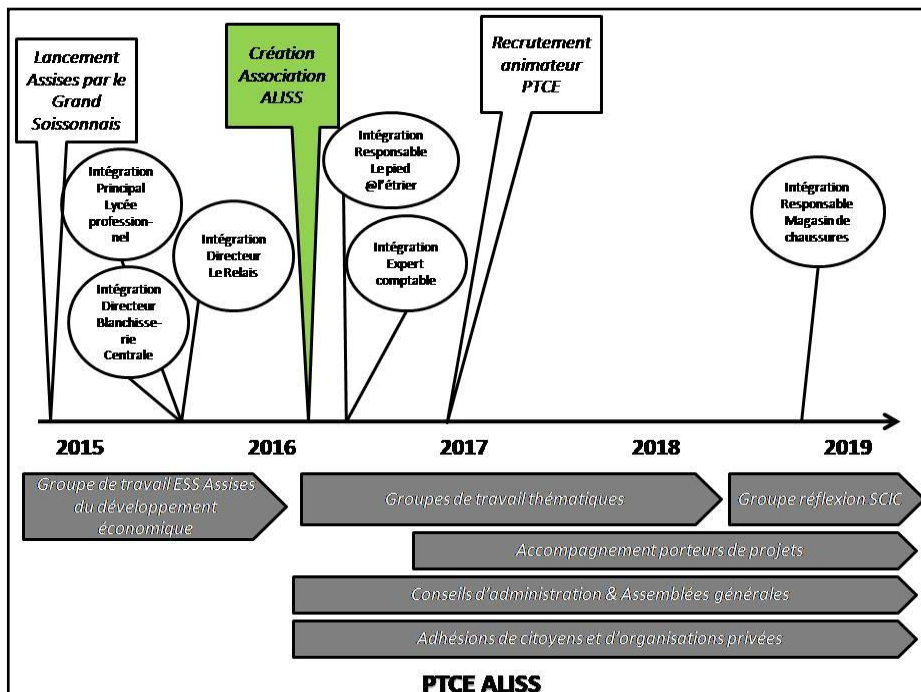 Lancement
Assises par le
Grand
Soissonnais
Création
Association
ALISS
Recrutement
animateur
PTCE
Intégration
Principal
Lycée
profession-
nel
Intégration
Directeur
Blanchisse-
rie
Centrale
Intégration
Directeur
Le Relais
Intégration
Responsable
Le pied
@l'étrier
Intégration
Expert
comptable
Intégration
Responsable
Magasin de
chaussures
2015 2016 2017 2018 2019
Groupe de travail ESS Assises
du développement
économique
Groupes de travail thématiques
Groupe réflexion SCIC
Accompagnement porteurs de projets
Conseils d'administration & Assemblées générales
Adhésions de citoyens et d'organisations privées
PTCE ALISS